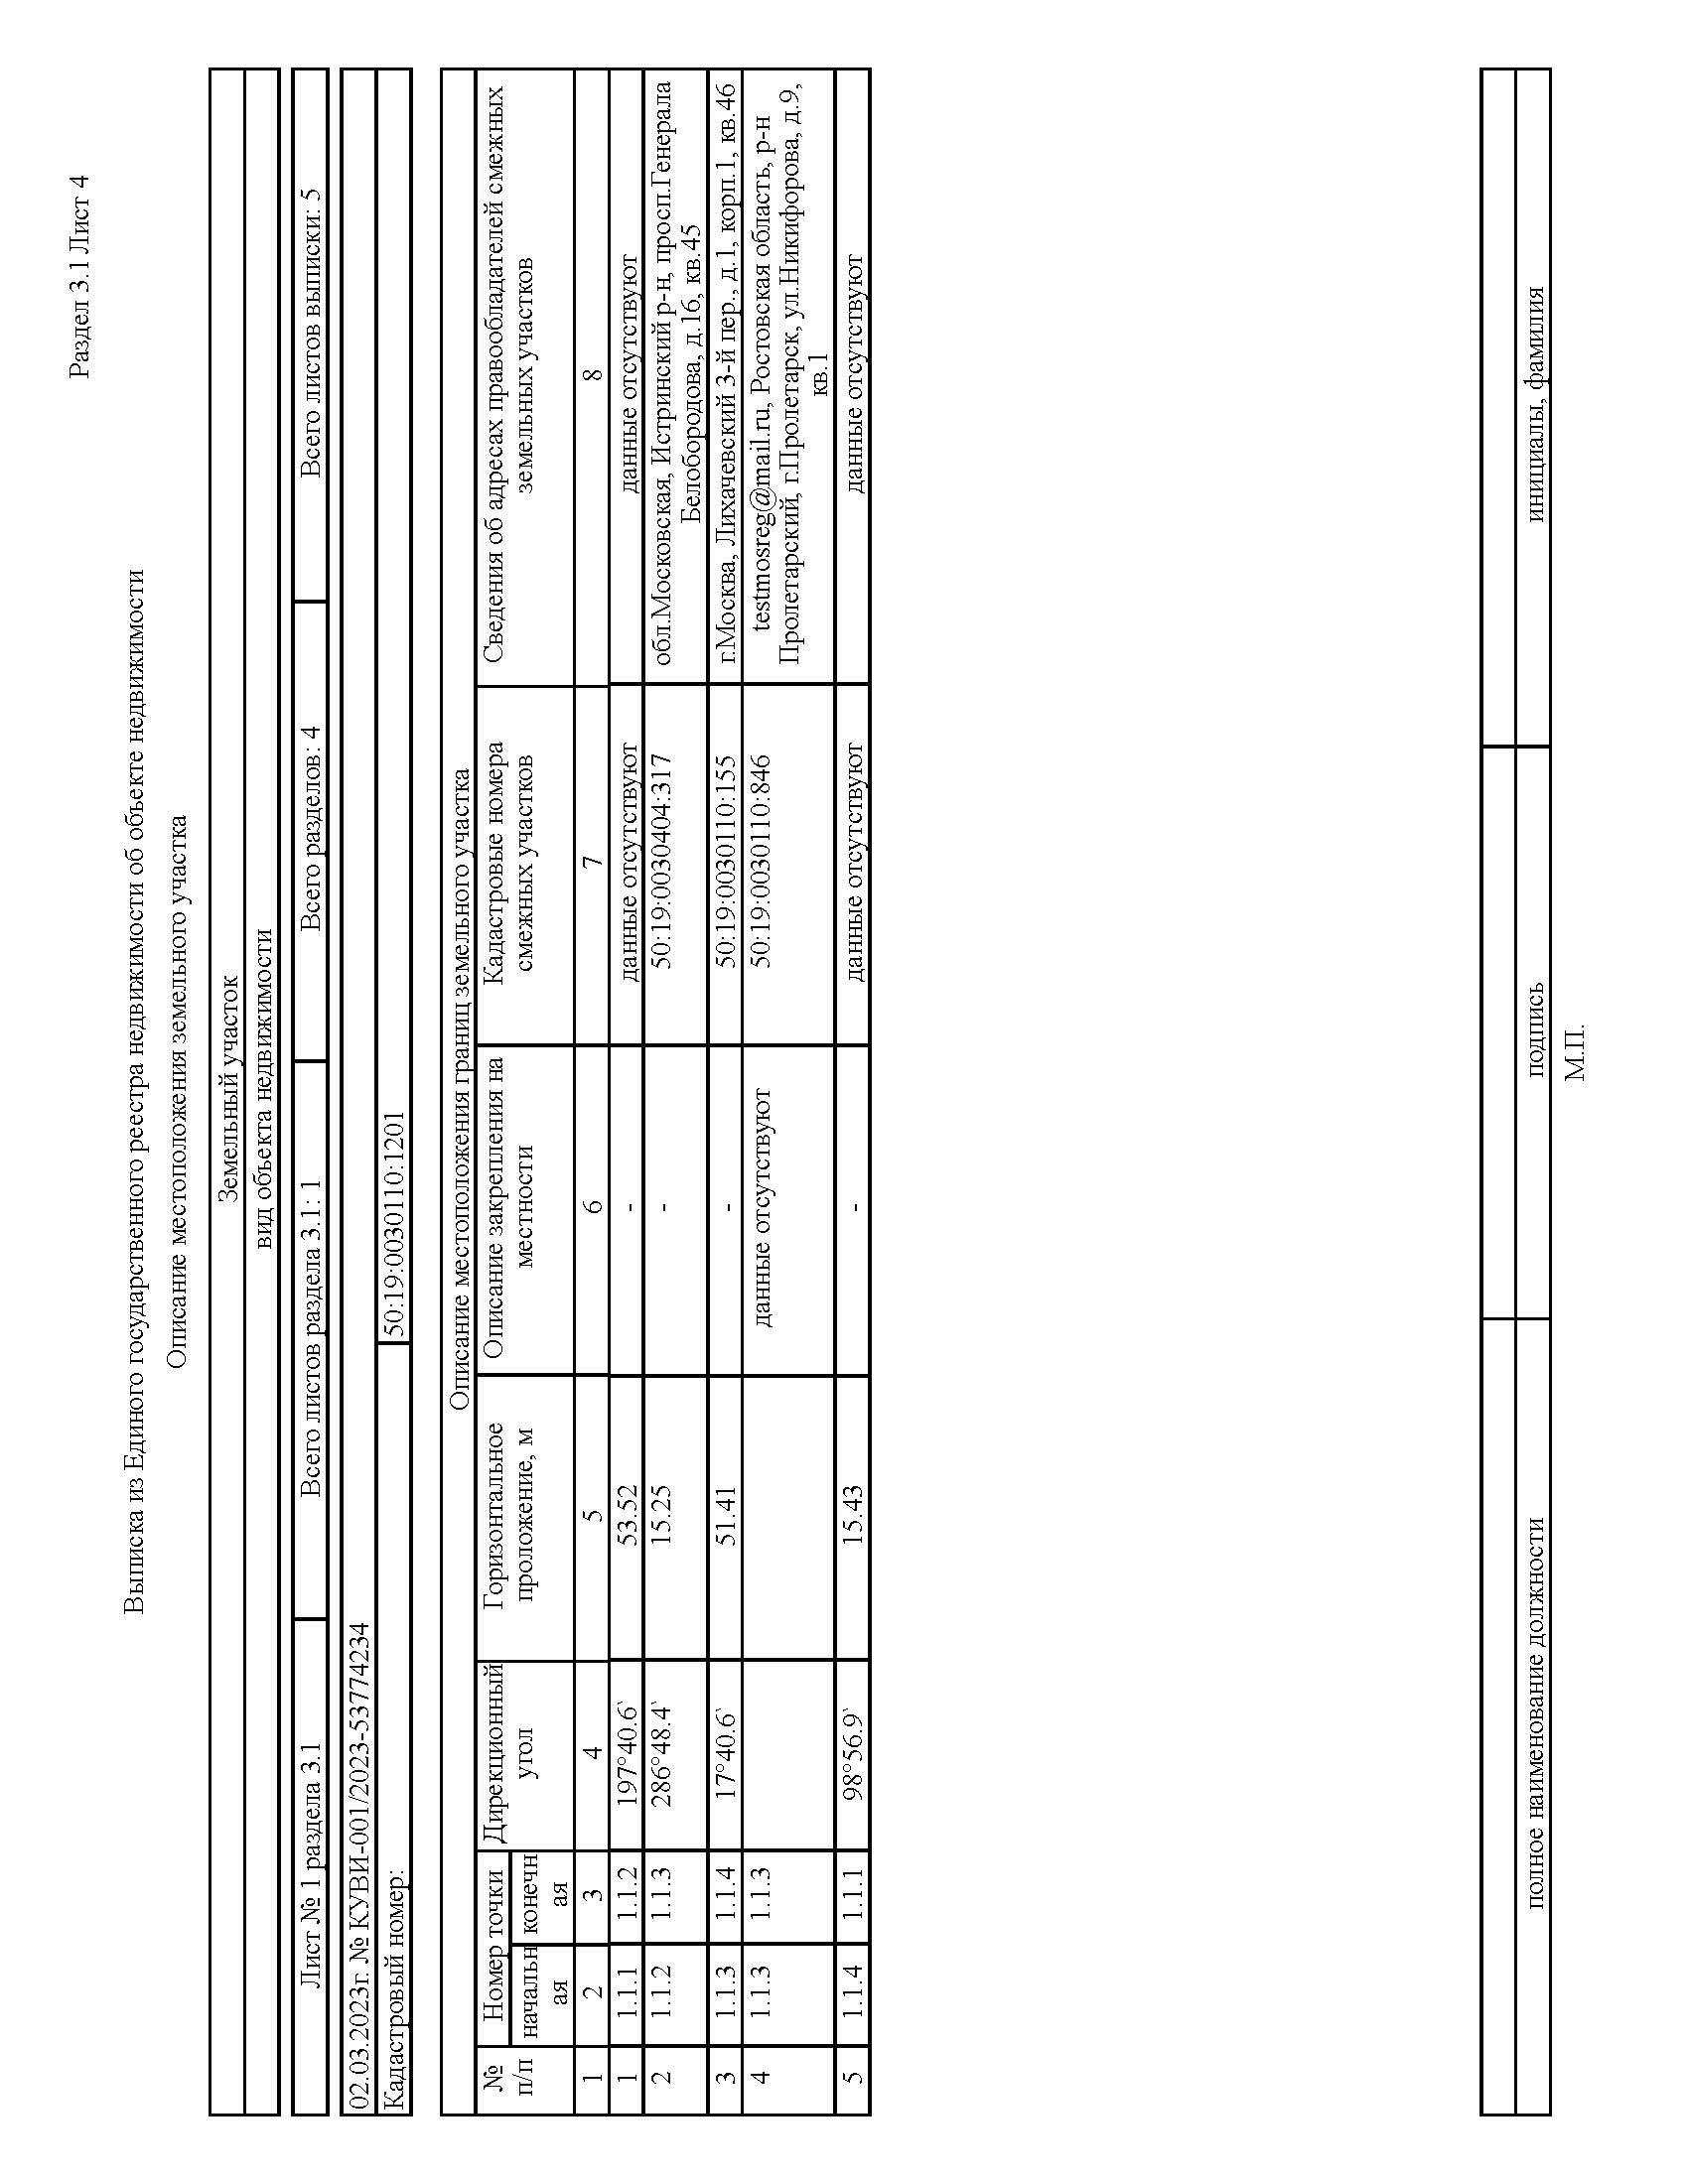 Раздел 3.1 Лист 4
Выписка из Единого государственного реестра недвижимости об объекте недвижимости
Описание местоположения земельного участка
Земельный участок
вид объекта недвижимости
Лист № 1 раздела 3.1 Всего листов раздела 3.1: 1 Всего разделов: 4 Всего листов выписки: 5
02.03.2023г. № КУВИ-001/2023-53774234
Кадастровый номер: 50:19:0030110:1201
Описание местоположения границ земельного участка
№ Номер точки Дирекционный Горизонтальное Описание закрепления на Кадастровые номера Сведения об адресах правообладателей смежных
п/п начальн конечн угол проложение, м местности смежных участков земельных участков
ая ая
1 2 3 4 5 6 7 8
1 1.1.1 1.1.2 197°40.6` 53.52 - данные отсутствуют данные отсутствуют
2 1.1.2 1.1.3 286°48.4` 15.25 - 50:19:0030404:317 обл.Московская, Истринский р-н, просп.Генерала
Белобородова, д.16, кв.45
3 1.1.3 1.1.4 17°40.6` 51.41 - 50:19:0030110:155 г.Москва, Лихачевский 3-й пер., д.1, корп.1, кв.46
4 1.1.3 1.1.3 данные отсутствуют 50:19:0030110:846 testmosreg@mail.ru, Ростовская область, р-н
Пролетарский, г.Пролетарск, ул.Никифорова, д.9,
кв.1
5 1.1.4 1.1.1 98°56.9` 15.43 - данные отсутствуют данные отсутствуют
полное наименование должности подпись инициалы, фамилия
М.П.